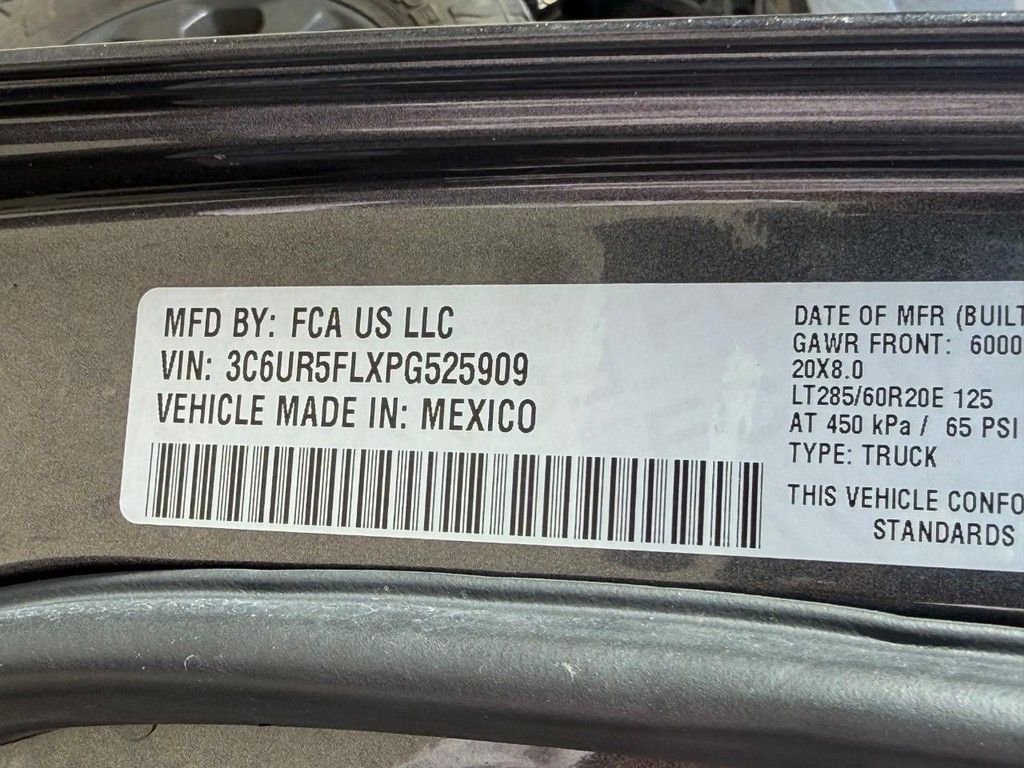 MFD BY: FCA US LLC
VIN: 3C6UR5FLXPG525909
VEHICLE MADE IN: MEXICO
DATE OF MFR (BUILT
GAWR FRONT: 6000
20X8.0
LT285/60R20E 125
AT 450 kPa / 65 PSI
TYPE: TRUCK
THIS VEHICLE CONFO
STANDARDS